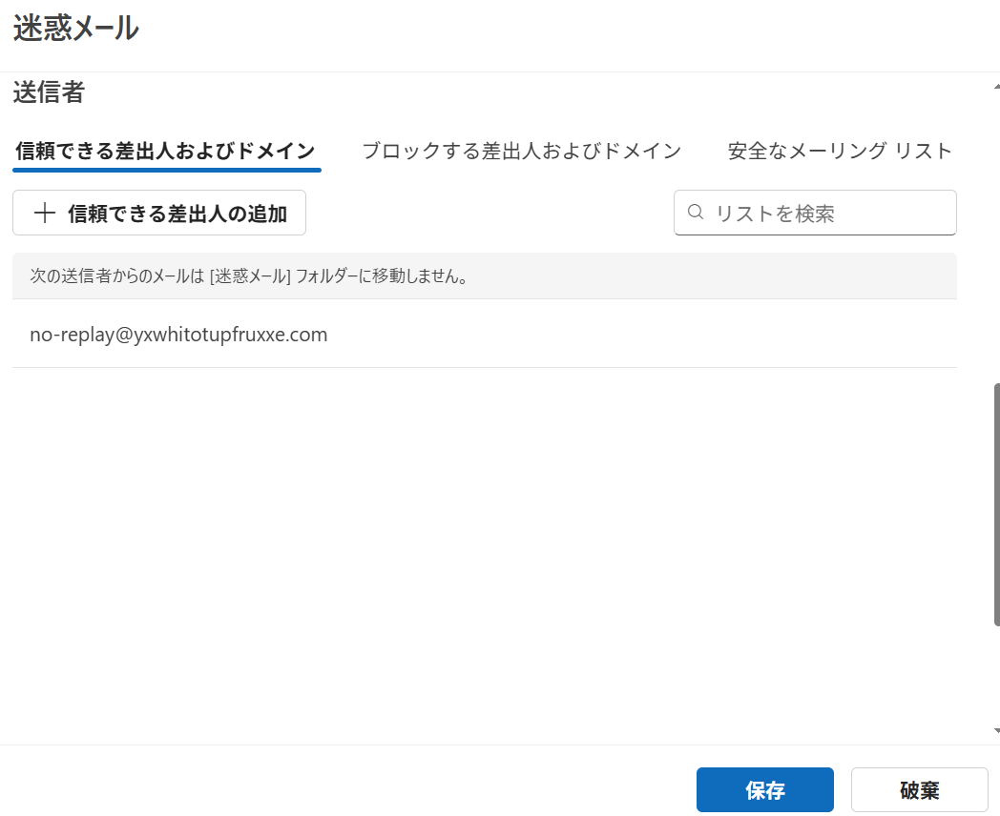 迷惑メール
送信者
信頼できる差出人およびドメイン ブロックする差出人およびドメイン 安全なメーリング リスト
信頼できる差出人の追加 リストを検索
次の送信者からのメールは [迷惑メール] フォルダーに移動しません。
no-replay@yxwhitotupfruxxe.com
保存 破棄